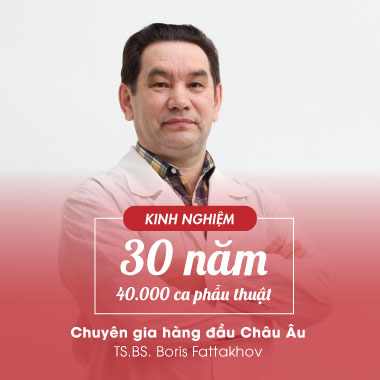 KINH NGHIỆM
30 năm
40.000 ca phẫu thuật
Chuyên gia hàng đầu Châu Âu
TS.BS. Boris Fattakhov